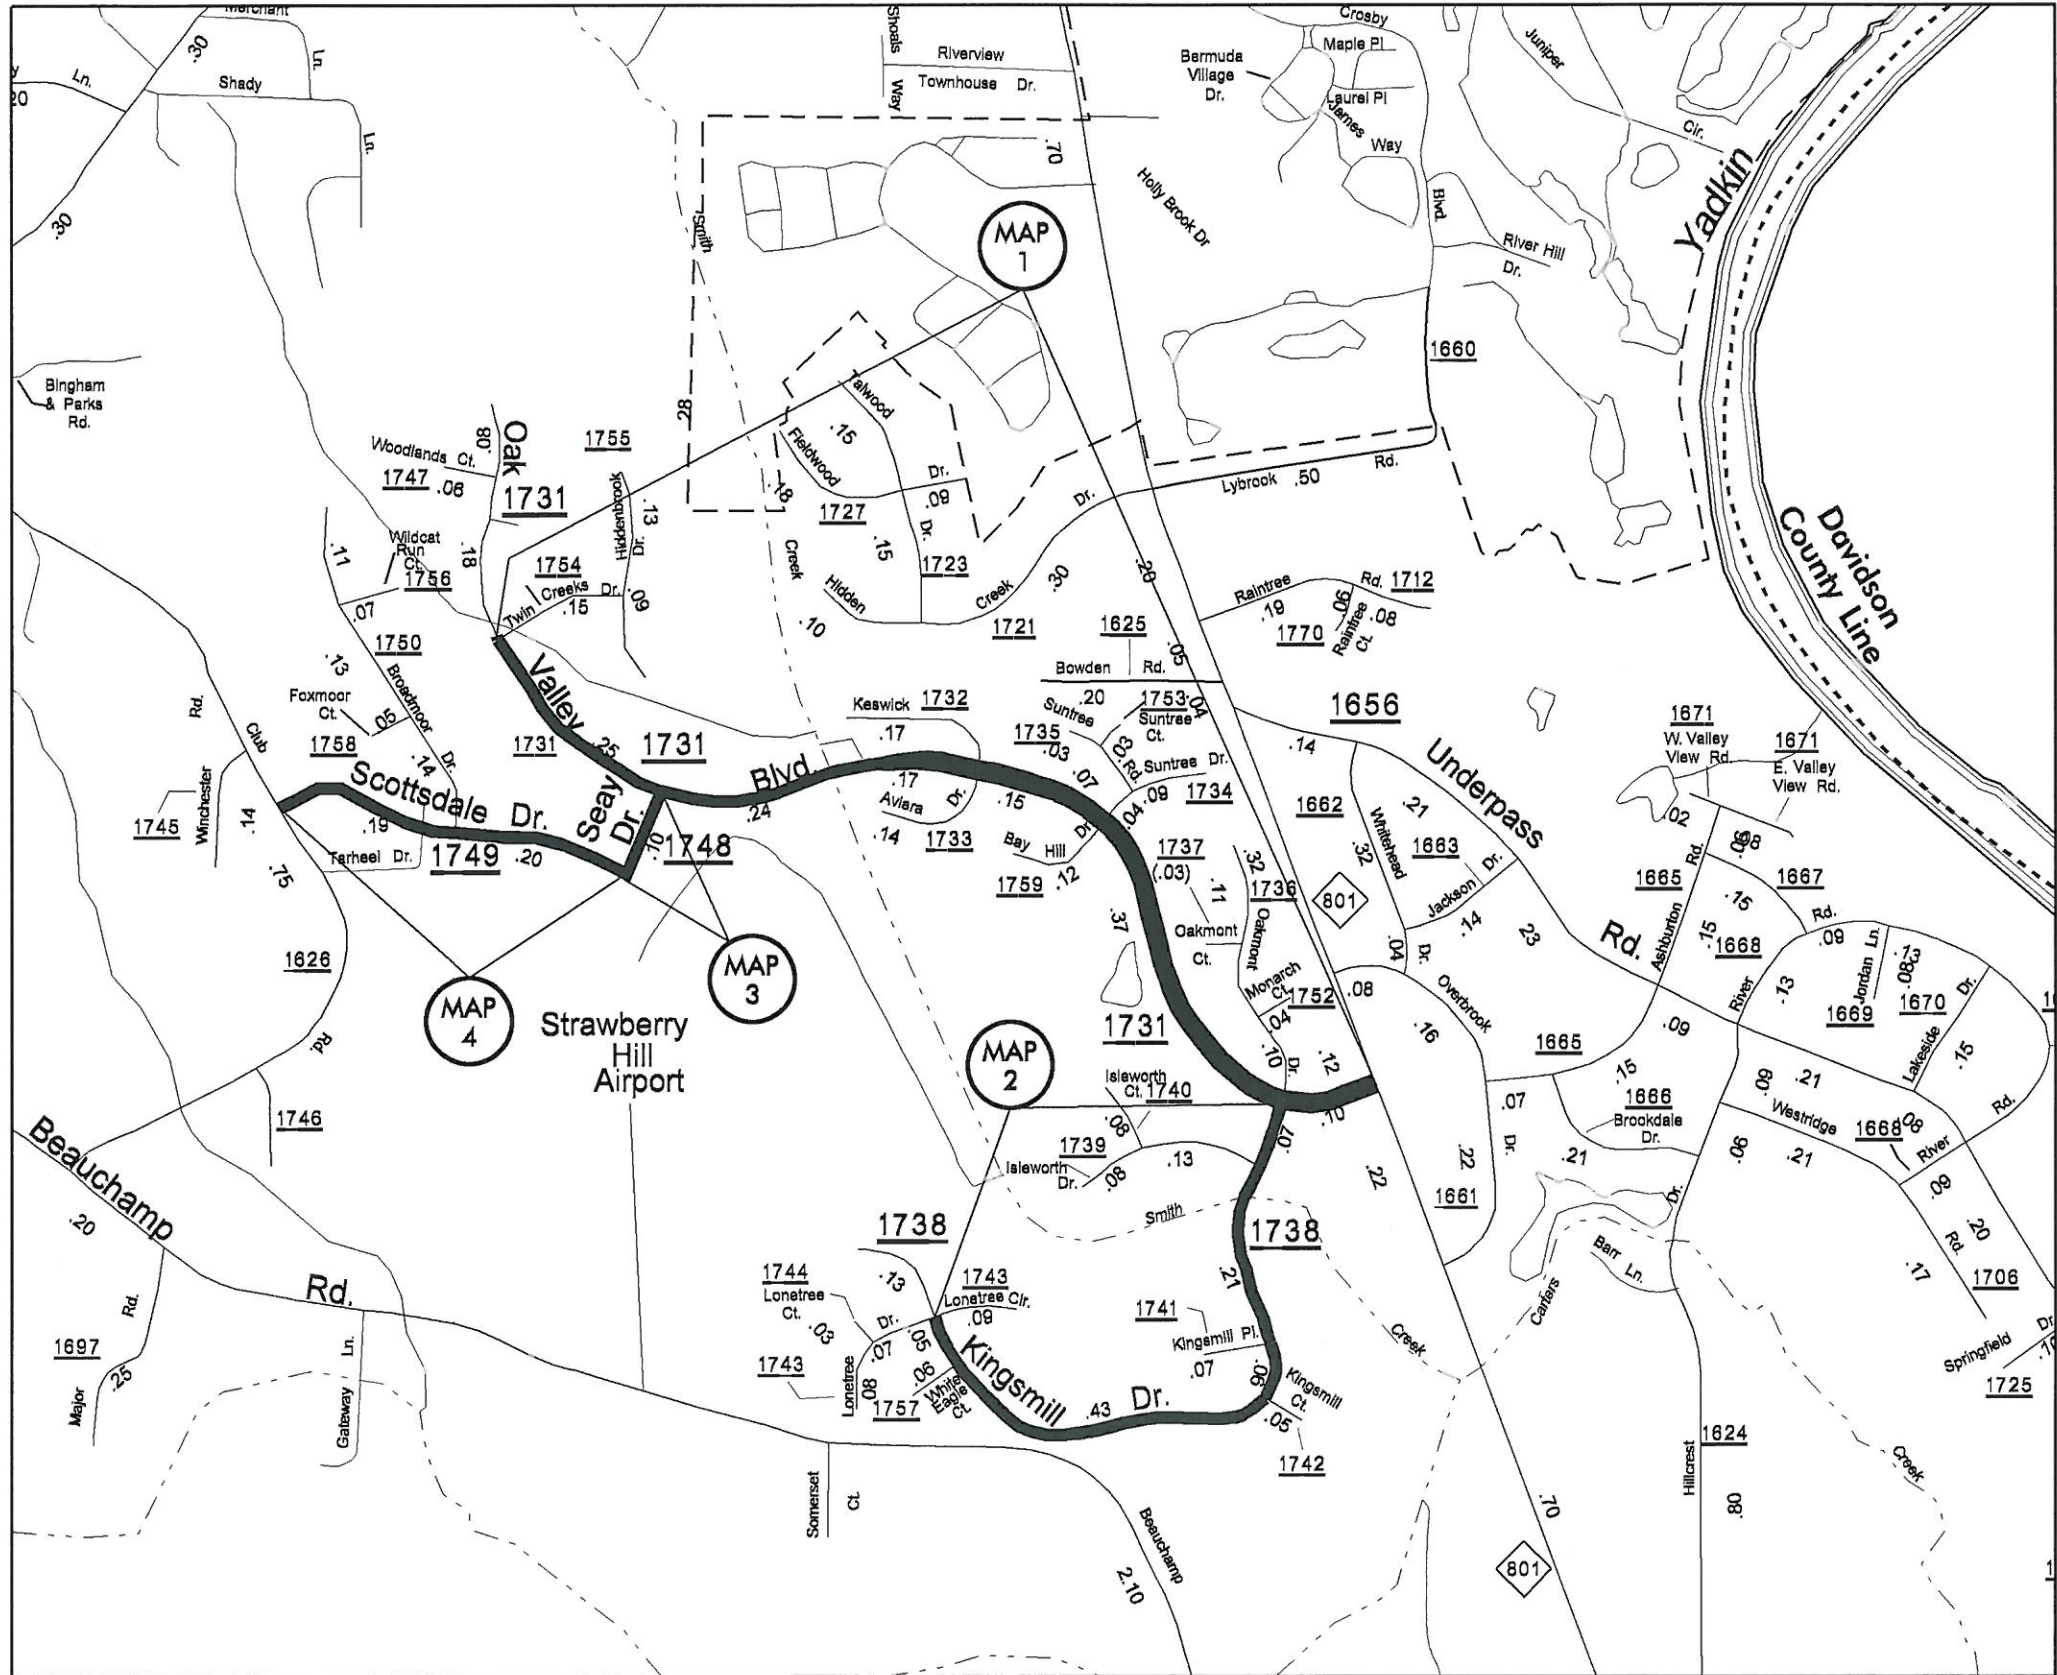 Merchant
Ln.
.30
Shady
Ln.
Ln.
20
.30
Shoals
Way
Riverview
Townhouse Dr.
.70
Crosby
Maple Pl
Bermuda
Village
Dr.
Laurel Pl
James
Way
Blvd.
River Hill
Dr.
Juniper
Cir.
Yadkin
Holly Brook Dr
Smith
MAP
1
1660
Bingham
& Parks
Rd.
.28
Talwood
.15
Fieldwood
Dr.
.09
.18
1727
.15
Dr.
1723
Woodlands Ct.
1747 .06
.08
Oak
1731
1755
Hiddenbrook
Dr.
.13
Lybrook .50 Rd.
Davidson
County Line
Wildcat
Run
Ct.
1756
.11
.07
.18
1754
Twin Creeks Dr.
.15
.09
Creek
.10
Hidden
Creek
Dr.
.30
1721
.20
Raintree Rd. 1712
.19
.06
.08
Raintree
Ct.
1770
1750
.13
Broadmoor
Dr.
Foxmoor
Ct.
.05
1758
.14
1625
Bowden Rd.
.05
.20
1753
.04
Suntree
Ct.
Suntree
Rd.
1735
.03
.03
.07
Suntree Dr.
.09
1734
.04
Keswick 1732
.17
1656
Underpass
Rd.
.14
1671
W. Valley
View Rd.
1671
E. Valley
View Rd.
.02
.08
Rd.
Club
Valley
1731
.25
1731
Blvd.
.24
.17
Aviara Dr.
.14
1733
.15
Bay Hill Dr.
1759
.12
Winchester
1745
.14
Scottsdale Dr.
.19
Tarheel Dr.
1749 .20
Seay
Dr.
.10
1748
.75
1626
Rd.
1737
(.03)
.11
.32
1736
Oakmont
Dr.
Oakmont
Ct.
.37
801
1662
Whitehead
Dr.
.32
.21
1663
Jackson Dr.
.14
23
.04
1665
Ashburton
Rd.
.15
1667
Rd.
.15
1668
.09
.13
Jordan Ln.
.13
.08
1669
1670
Lakeside
Dr.
.15
River
MAP
4
MAP
3
Strawberry
Hill
Airport
MAP
2
1731
Monarch
Ct.
1752
.04
.10
.12
.08
Overbrook
Dr.
.16
1665
.09
.15
1666
Brookdale
Dr.
.21
.07
.22
1661
.09
.21
Westridge
Rd.
.06
.21
1668
.08
River
Rd.
.09
.20
.17
1706
1746
Isleworth
Ct.
1740
.08
1739
Isleworth
Dr.
.08
.13
.10
.07
.22
Beauchamp
Rd.
.20
Smith
Creek
1738
1738
.21
1744
Lonetree
Ct.
.03
.13
1743
Lonetree Cir.
.09
Dr.
.05
.07
1743
Lonetree
.08
.06
White
Eagle
Ct.
1757
Kingsmill Dr.
.43
1741
Kingsmill Pl.
.07
.06
Kingsmill
Ct.
.05
1742
Barr
Ln.
Carters
Creek
Springfield Dr.
.10
1725
1697
Rd.
Major
.25
Gateway Ln.
Somerset
Ct.
Beauchamp
2.10
.70
801
Hillcrest
Dr.
1624
.80